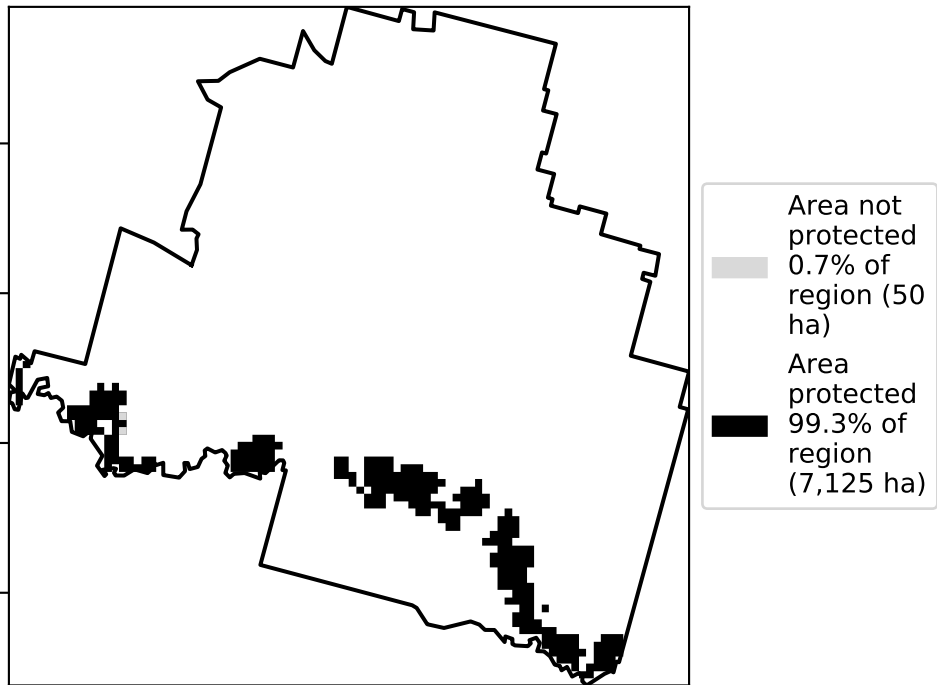 Area not
protected
0.7% of
region (50
ha)
Area
protected
99.3% of
region
(7,125 ha)